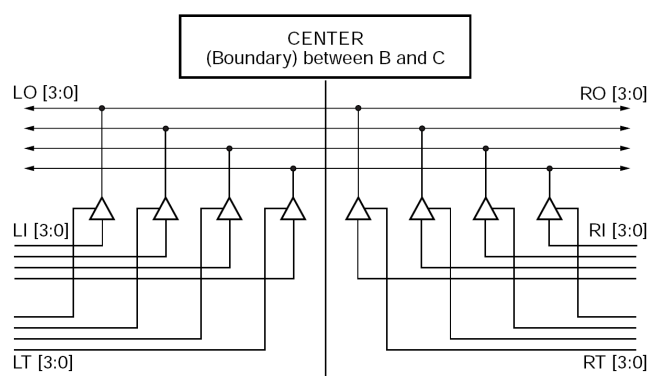 CENTER
(Boundary) between B and C
LO [3:0]
RO [3:0]
LI [3:0]
RI [3:0]
LT [3:0]
RT [3:0]